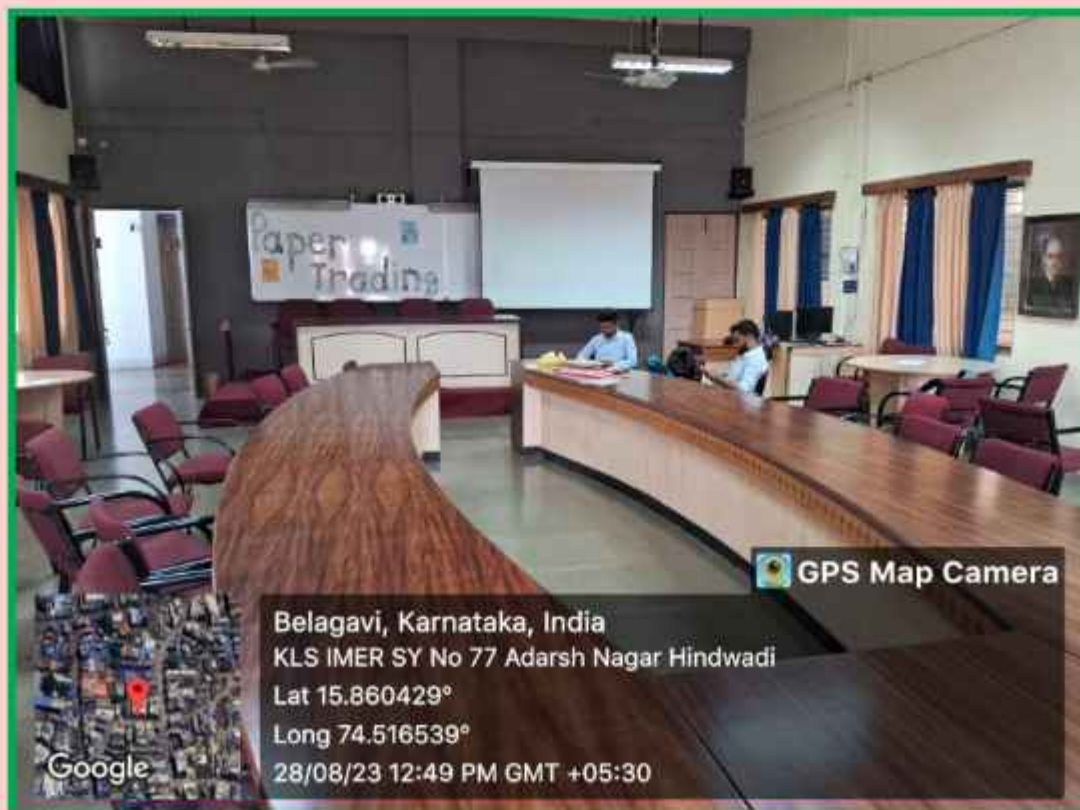 Paper
Trading
GPS Map Camera
Belagavi, Karnataka, India
KLS IMER SY No 77 Adarsh Nagar Hindwadi
Lat 15.860429°
Long 74.516539°
28/08/23 12:49 PM GMT +05:30
Google